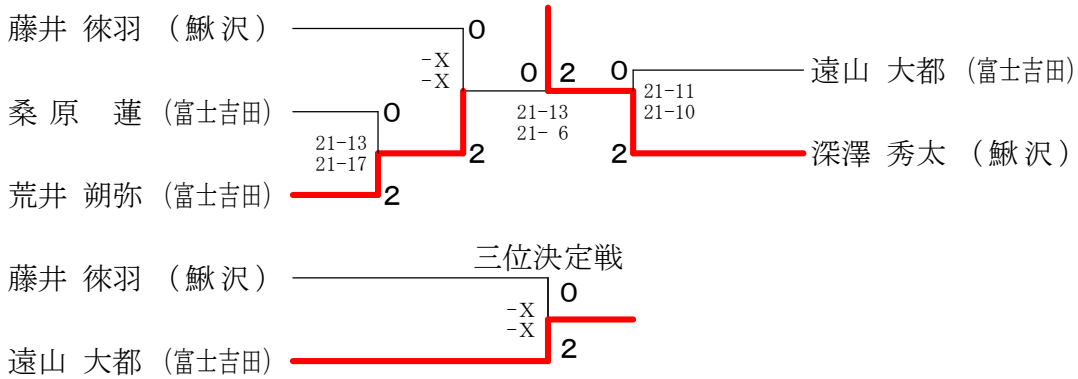 藤井 徠羽 (鰍沢)
0
-X
-X
0 2
0
遠山 大都 (富士吉田)
21-11
21-10
桑原 蓮 (富士吉田)
0
21-13
21- 6
21-13
21-17
2
2
深澤 秀太 (鰍沢)
荒井 朔弥 (富士吉田)
2
三位決定戦
藤井 徠羽 (鰍沢)
0
-X
-X
遠山 大都 (富士吉田)
2